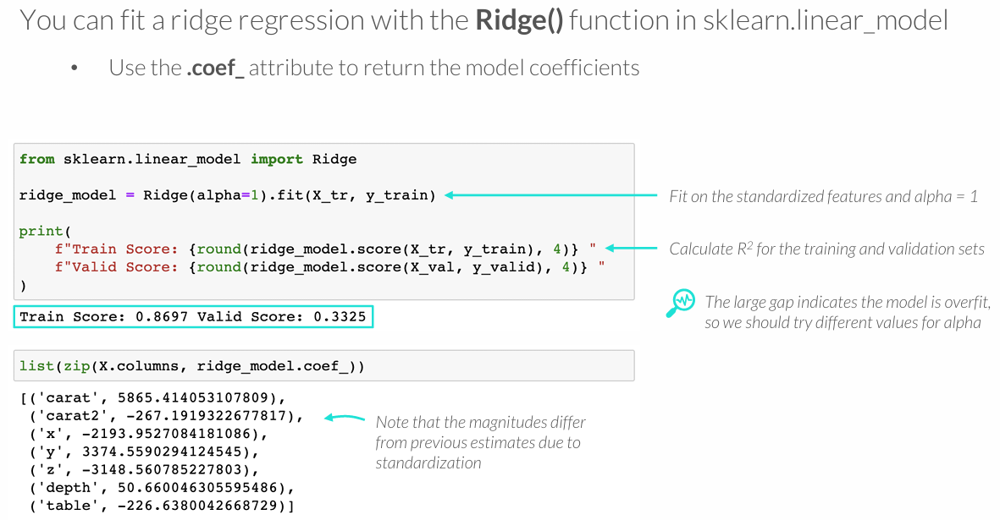 You can fit a ridge regression with the Ridge() function in sklearn.linear_model
• Use the .coef_ attribute to return the model coefficients
from sklearn.linear_model import Ridge
ridge_model = Ridge(alpha=1).fit(X_tr, y_train)
Fit on the standardized features and alpha = 1
print(
f"Train Score: {round(ridge_model.score(X_tr, y_train), 4)} "
Calculate R² for the training and validation sets
f"Valid Score: {round(ridge_model.score(X_val, y_valid), 4)} "
)
The large gap indicates the model is overfit,
so we should try different values for alpha
Train Score: 0.8697 Valid Score: 0.3325
list(zip(X.columns, ridge_model.coef_))
[('carat', 5865.414053107809),
('carat2', -267.1919322677817),
('x', -2193.9527084181086),
('y', 3374.5590294124545),
('z', -3148.560785227803),
('depth', 50.660046305595486),
('table', -226.6380042668729)]
Note that the magnitudes differ
from previous estimates due to
standardization